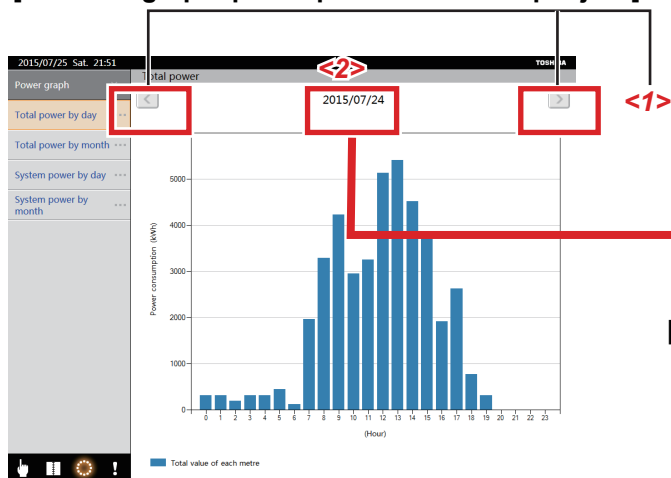 2015/07/25 Sat. 21:51
TOSHIBA
Power graph
Total power
<2>
2015/07/24
<1>
Total power by day
Total power by month
System power by day
System power by
month
Power consumption (kWh)
5000
4000
3000
2000
1000
0
0 1 2 3 4 5 6 7 8 9 10 11 12 13 14 15 16 17 18 19 20 21 22 23
(Hour)
Total value of each metre